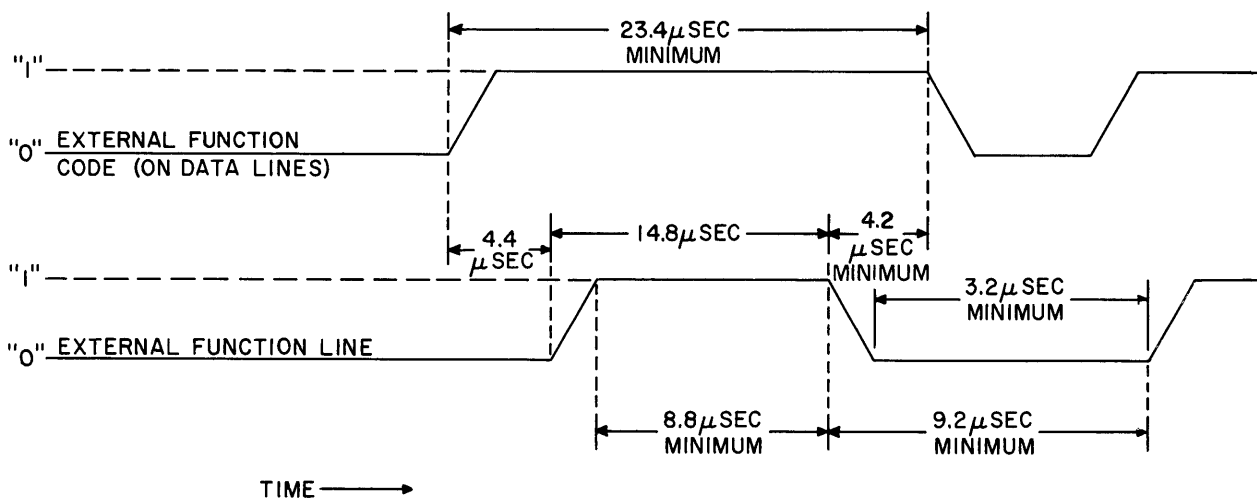 23.4μSEC
MINIMUM
"1"
"0" EXTERNAL FUNCTION
CODE (ON DATA LINES)
4.4
μSEC
14.8μSEC
4.2
μSEC
MINIMUM
"1"
3.2μSEC
MINIMUM
"0" EXTERNAL FUNCTION LINE
8.8μSEC
MINIMUM
9.2μSEC
MINIMUM
TIME